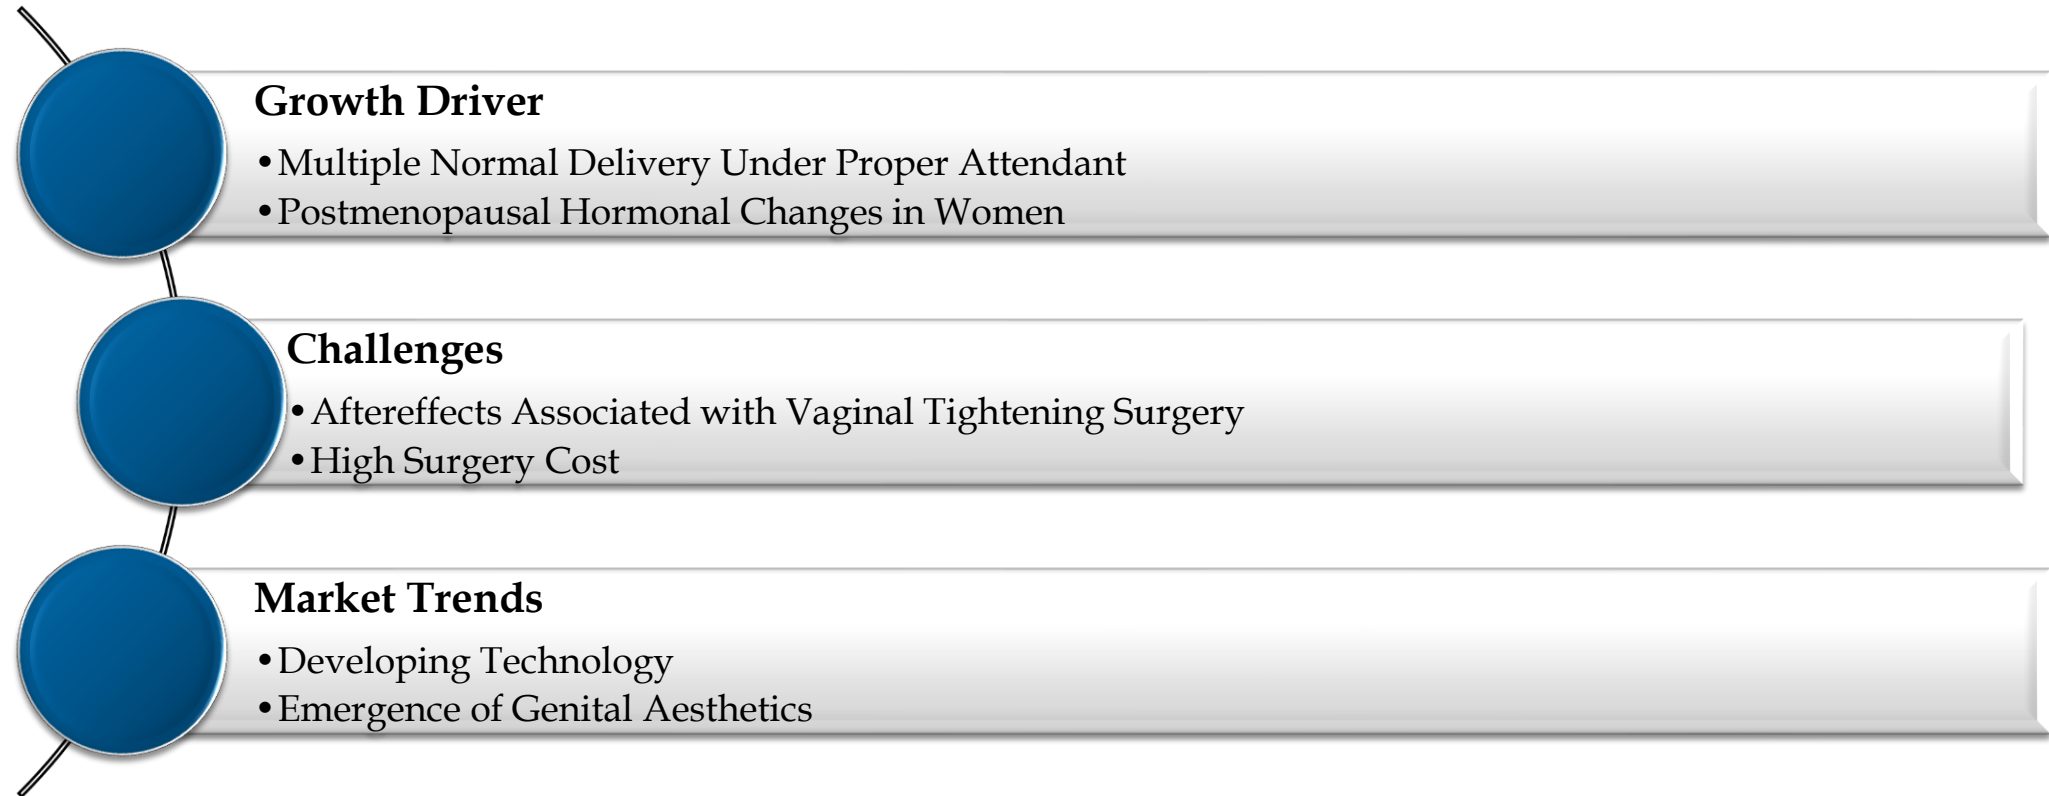 Growth Driver
•Multiple Normal Delivery Under Proper Attendant
•Postmenopausal Hormonal Changes in Women
Challenges
•Aftereffects Associated with Vaginal Tightening Surgery
•High Surgery Cost
Market Trends
•Developing Technology
•Emergence of Genital Aesthetics